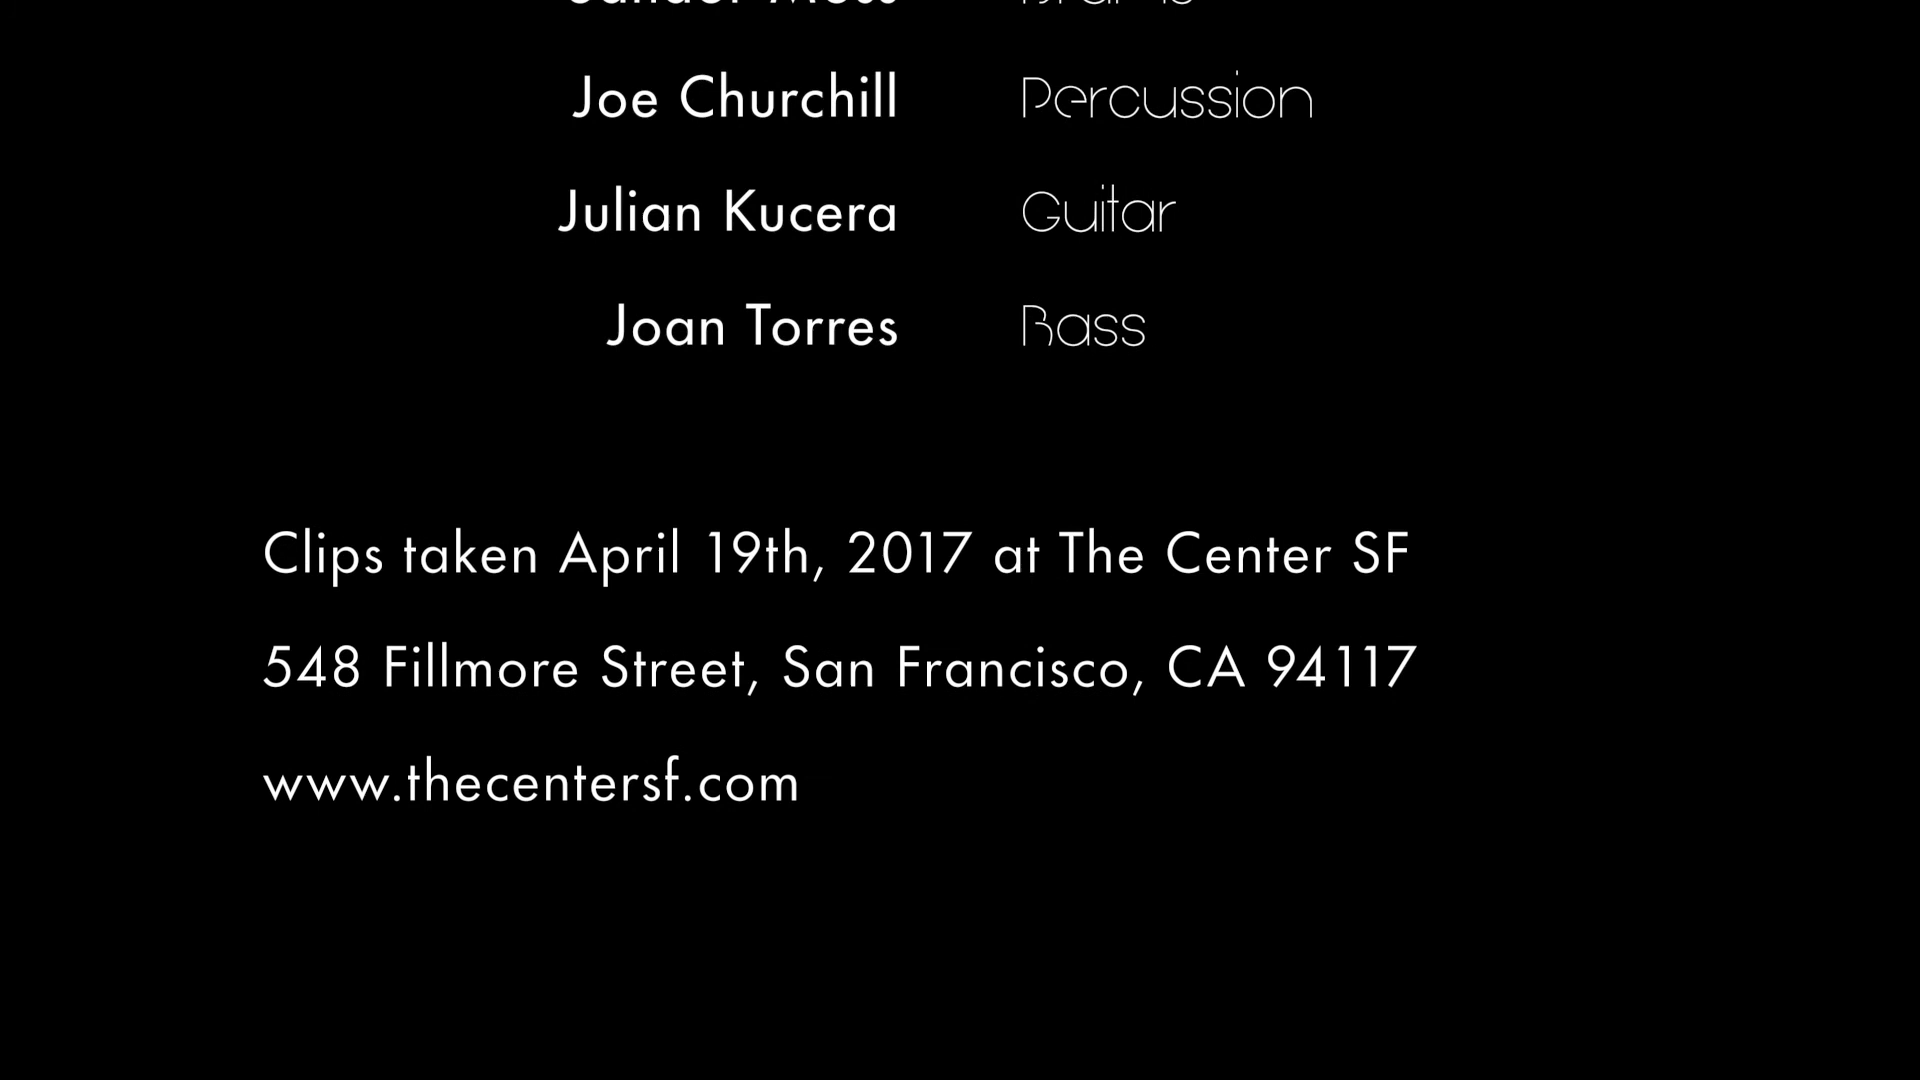 Joe Churchill Percussion
Julian Kucera Guitar
Joan Torres Bass
Clips taken April 19th, 2017 at The Center SF
548 Fillmore Street, San Francisco, CA 94117
www.thecentersf.com